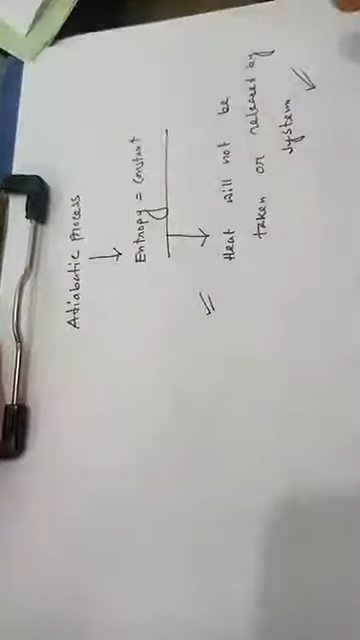 Adiabatic process
Entropy = constant
Heat will not be
taken or released by
system